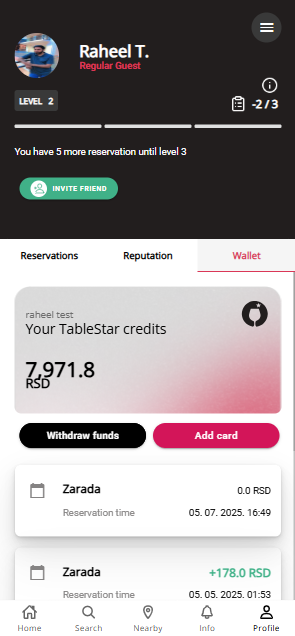 Raheel T.
Regular Guest
LEVEL 2
-2 / 3
You have 5 more reservation until level 3
INVITE FRIEND
Reservations Reputation Wallet
raheel test
Your TableStar credits
7,971.8
RSD
Withdraw funds Add card
Zarada 0.0 RSD
Reservation time 05. 07. 2025. 16:49
Zarada +178.0 RSD
Reservation time 05. 07. 2025. 01:53
Home Search Nearby Info Profile